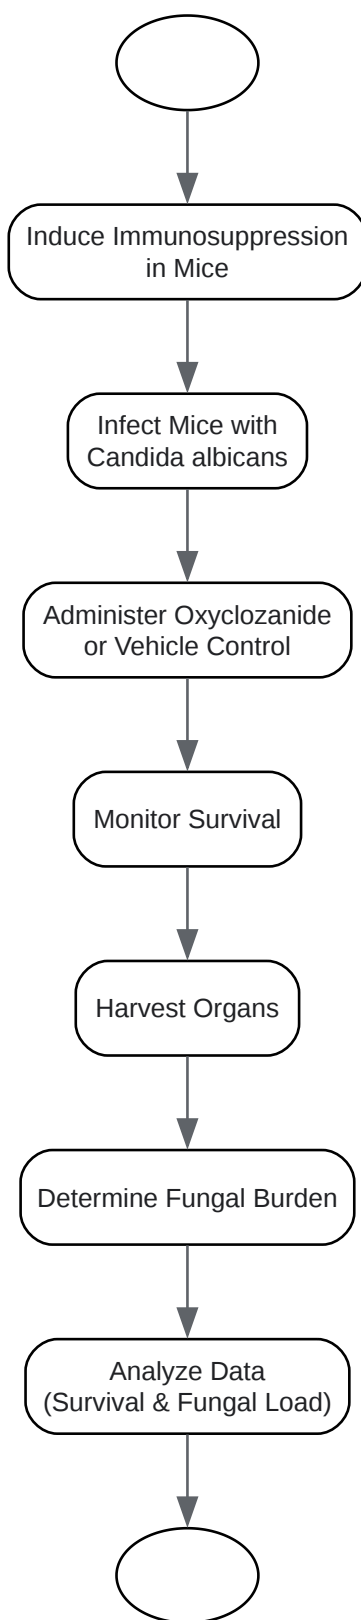 Induce Immunosuppression
in Mice
Infect Mice with
Candida albicans
Administer Oxyclozanide
or Vehicle Control
Monitor Survival
Harvest Organs
Determine Fungal Burden
Analyze Data
(Survival & Fungal Load)